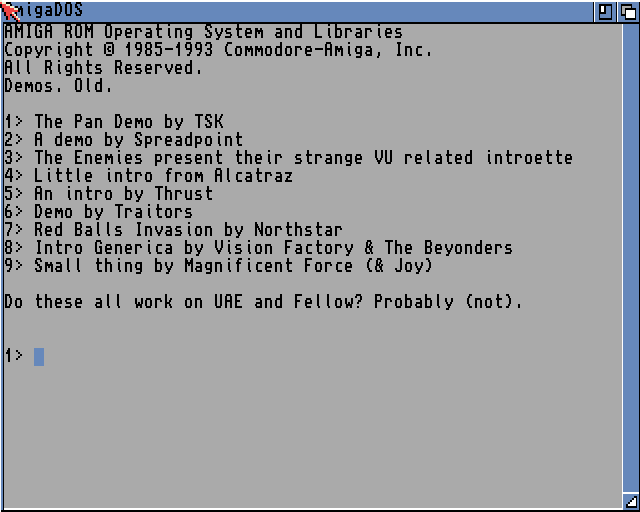 AmigaDOS
AMIGA ROM Operating System and Libraries
Copyright © 1985-1993 Commodore-Amiga, Inc.
All Rights Reserved.
Demos. Old.
1> The Pan Demo by TSK
2> A demo by Spreadpoint
3> The Enemies present their strange VU related introette
4> Little intro from Alcatraz
5> An intro by Thrust
6> Demo by Traitors
7> Red Balls Invasion by Northstar
8> Intro Generica by Vision Factory & The Beyonders
9> Small thing by Magnificent Force (& Joy)
Do these all work on UAE and Fellow? Probably (not).
1>